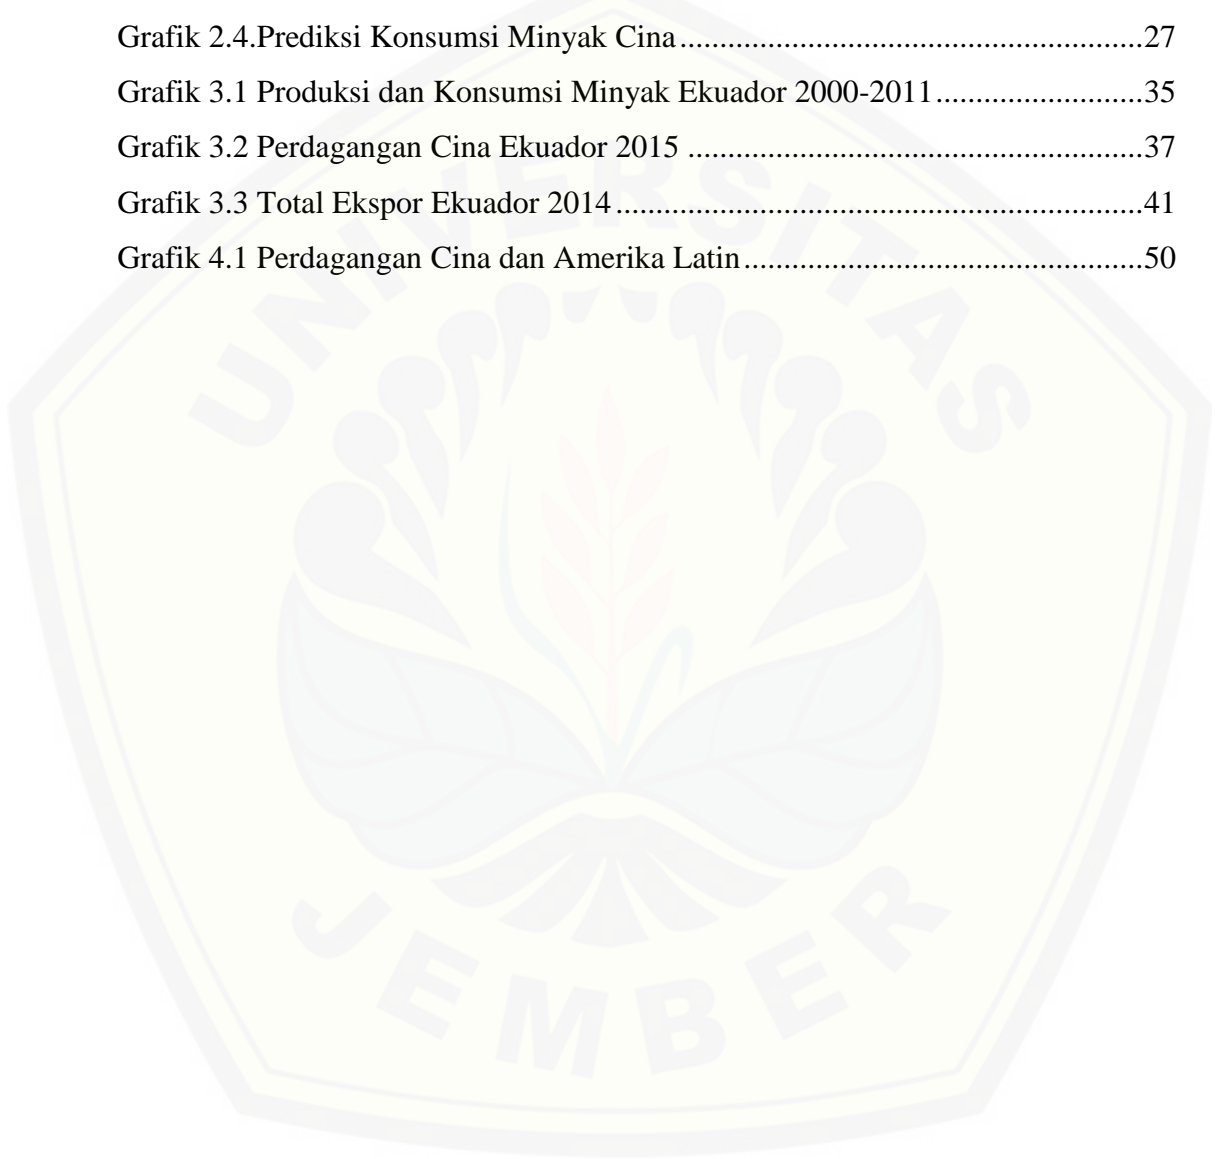 Grafik 2.4.Prediksi Konsumsi Minyak Cina..........................................................27
Grafik 3.1 Produksi dan Konsumsi Minyak Ekuador 2000-2011..........................35
Grafik 3.2 Perdagangan Cina Ekuador 2015 .........................................................37
Grafik 3.3 Total Ekspor Ekuador 2014..................................................................41
Grafik 4.1 Perdagangan Cina dan Amerika Latin..................................................50
UNIVERSITAS
JEMBER